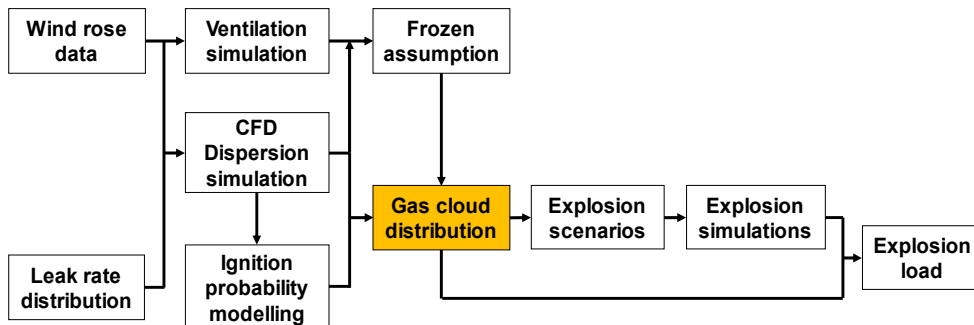 Wind rose
data
Ventilation
simulation
Frozen
assumption
CFD
Dispersion
simulation
Gas cloud
distribution
Explosion
scenarios
Explosion
simulations
Explosion
load
Leak rate
distribution
Ignition
probability
modelling